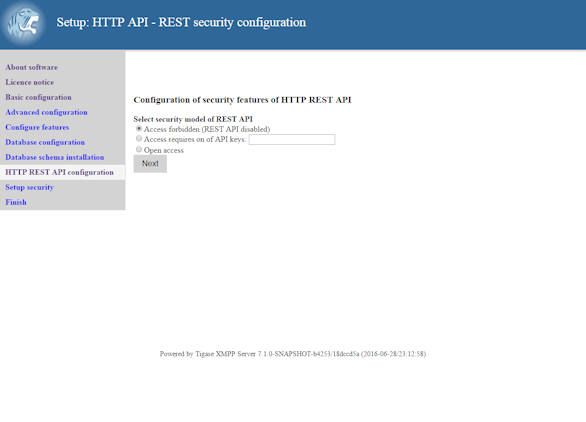 Setup: HTTP API - REST security configuration
About software
Licence notice
Basic configuration
Advanced configuration
Configure features
Database configuration
Database schema installation
HTTP REST API configuration
Setup security
Finish
Configuration of security features of HTTP REST API
Select security model of REST API
Access forbidden (REST API disabled)
Access requires on of API keys:
Open access
Next
Powered by Tigase XMPP Server 7.1.0-SNAPSHOT-b4253/18dccd5a (2016-06-28/23:12:58)